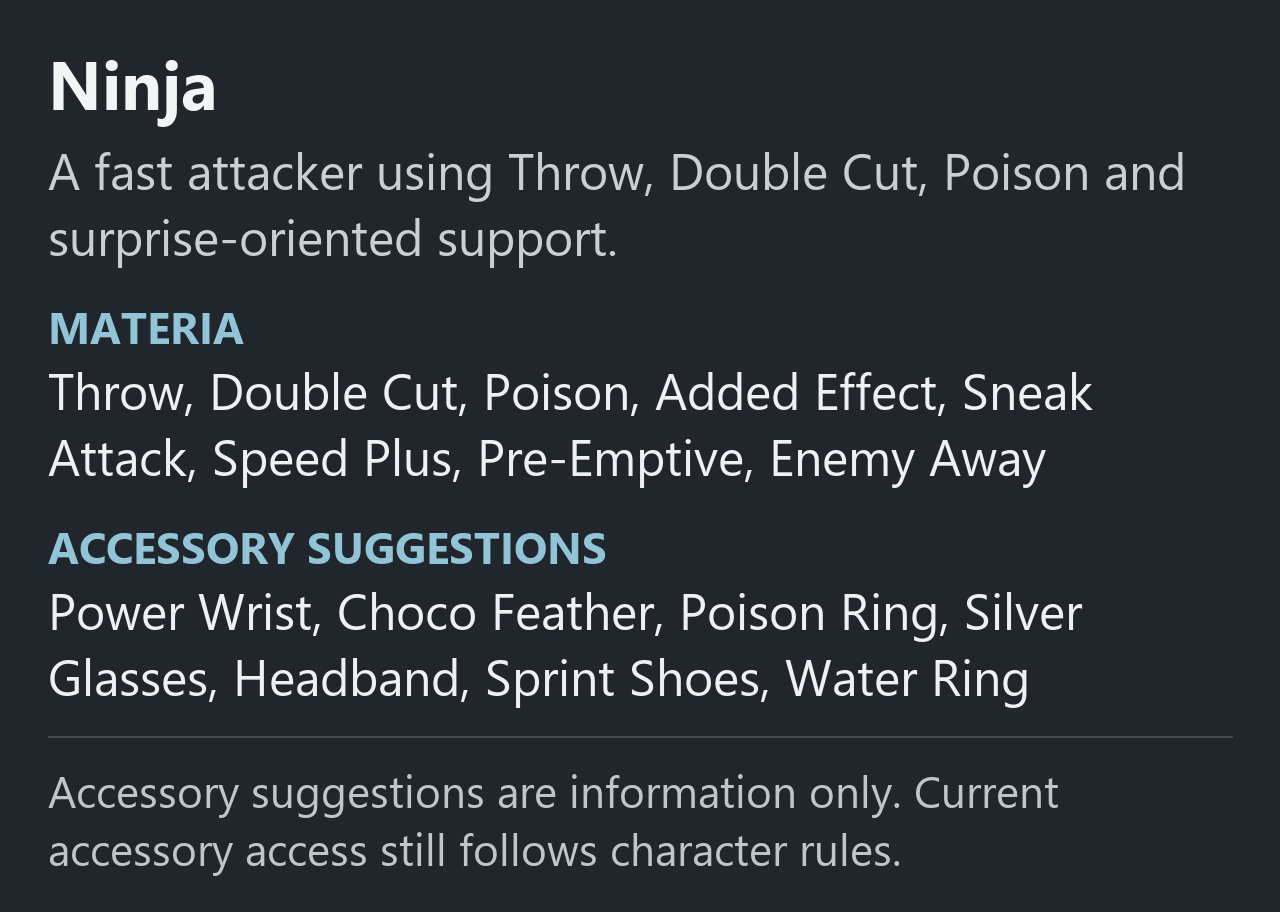 Ninja
A fast attacker using Throw, Double Cut, Poison and
surprise-oriented support.
MATERIA
Throw, Double Cut, Poison, Added Effect, Sneak
Attack, Speed Plus, Pre-Emptive, Enemy Away
ACCESSORY SUGGESTIONS
Power Wrist, Choco Feather, Poison Ring, Silver
Glasses, Headband, Sprint Shoes, Water Ring
Accessory suggestions are information only. Current
accessory access still follows character rules.